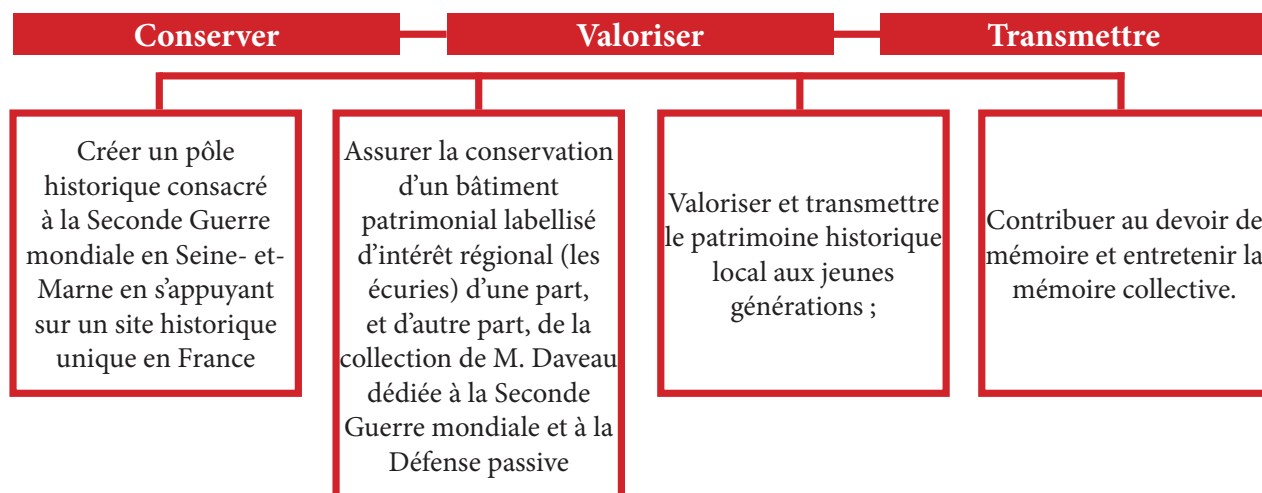 Conserver
Valoriser
Transmettre
Créer un pôle
historique consacré
à la Seconde Guerre
mondiale en Seine- et-
Marne en s'appuyant
sur un site historique
unique en France
Assurer la conservation
d'un bâtiment
patrimonial labellisé
d'intérêt régional (les
écuries) d'une part,
et d'autre part, de la
collection de M. Daveau
dédiée à la Seconde
Guerre mondiale et à la
Défense passive
Valoriser et transmettre
le patrimoine historique
local aux jeunes
générations ;
Contribuer au devoir de
mémoire et entretenir la
mémoire collective.